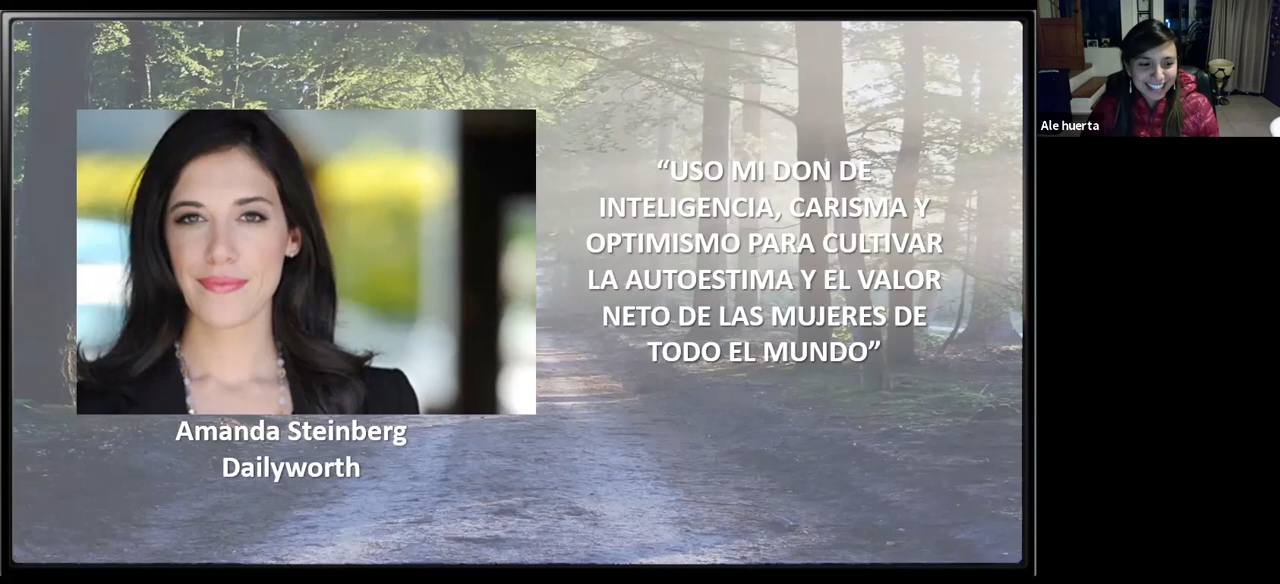 “USO MI DON DE
INTELIGENCIA, CARISMA Y
OPTIMISMO PARA CULTIVAR
LA AUTOESTIMA Y EL VALOR
NETO DE LAS MUJERES DE
TODO EL MUNDO”
Amanda Steinberg
Dailyworth
Ale huerta